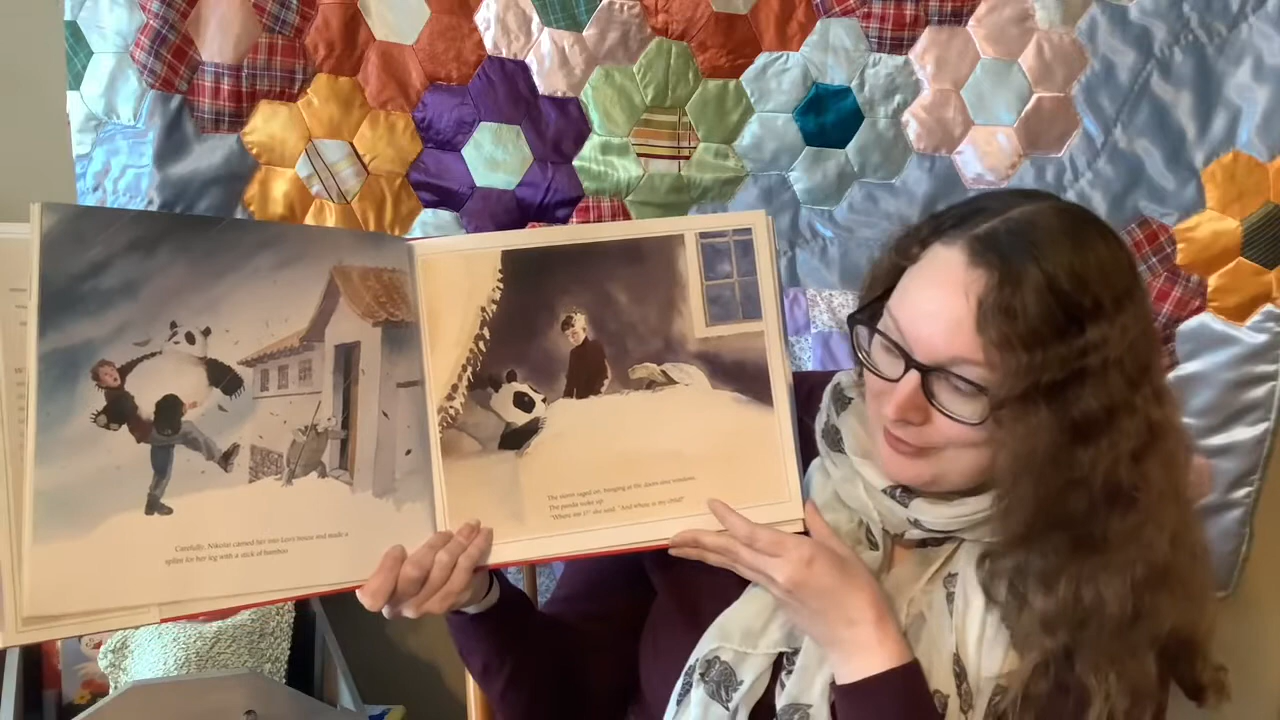 Carefully, Nikolai carried her into Leo's house and made a
splint for her leg with a stick of bamboo.
The storm raged on, banging at the doors and windows.
The panda woke up.
"Where am I?" she said. "And where is my child?"